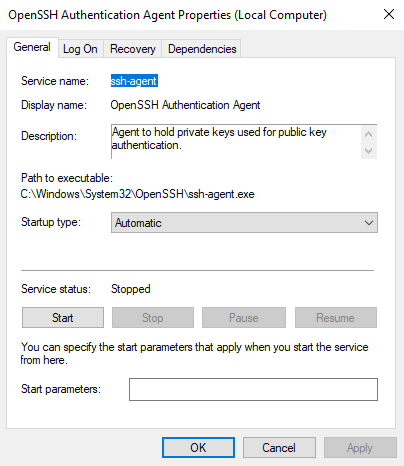 OpenSSH Authentication Agent Properties (Local Computer)
General Log On Recovery Dependencies
Service name: ssh-agent
Display name: OpenSSH Authentication Agent
Description: Agent to hold private keys used for public key
authentication.
Path to executable:
C:\Windows\System32\OpenSSH\ssh-agent.exe
Startup type: Automatic
Service status: Stopped
Start Stop Pause Resume
You can specify the start parameters that apply when you start the service
from here.
Start parameters:
OK Cancel Apply